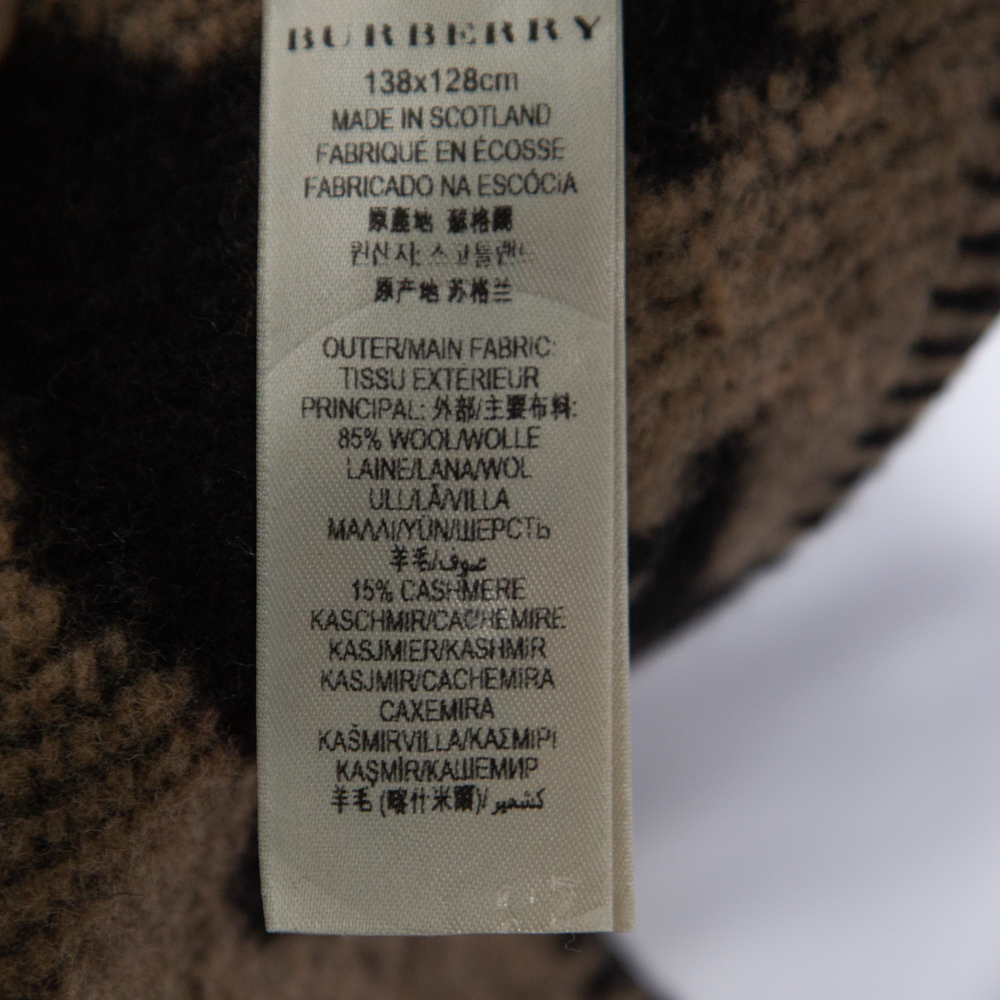 BURBERRY
138x128cm
MADE IN SCOTLAND
FABRIQUÉ EN ÉCOSSE
FABRICADO NA ESCÓCIA
原產地 蘇格爾
원산지: 스코틀랜드
原产地 苏格兰
OUTER/MAIN FABRIC:
TISSU EXTÉRIEUR
PRINCIPAL: 外部/主要布料:
85% WOOL/WOLLE
LAINE/LANA/WOL
ULL/LÃ/VILLA
ΜΑΛΛΙ/YÜN/ШЕРСТЬ
羊毛/صوف
15% CASHMERE
KASCHMIR/CACHEMIRE
KASJMIER/KASHMIR
KASJMIR/CACHEMIRA
CAXEMIRA
KAŠMIRVILLA/ΚΑΣΜΙΡΙ
KAŞMİR/КАШЕМИР
羊毛 (喀什米爾)/كشمير